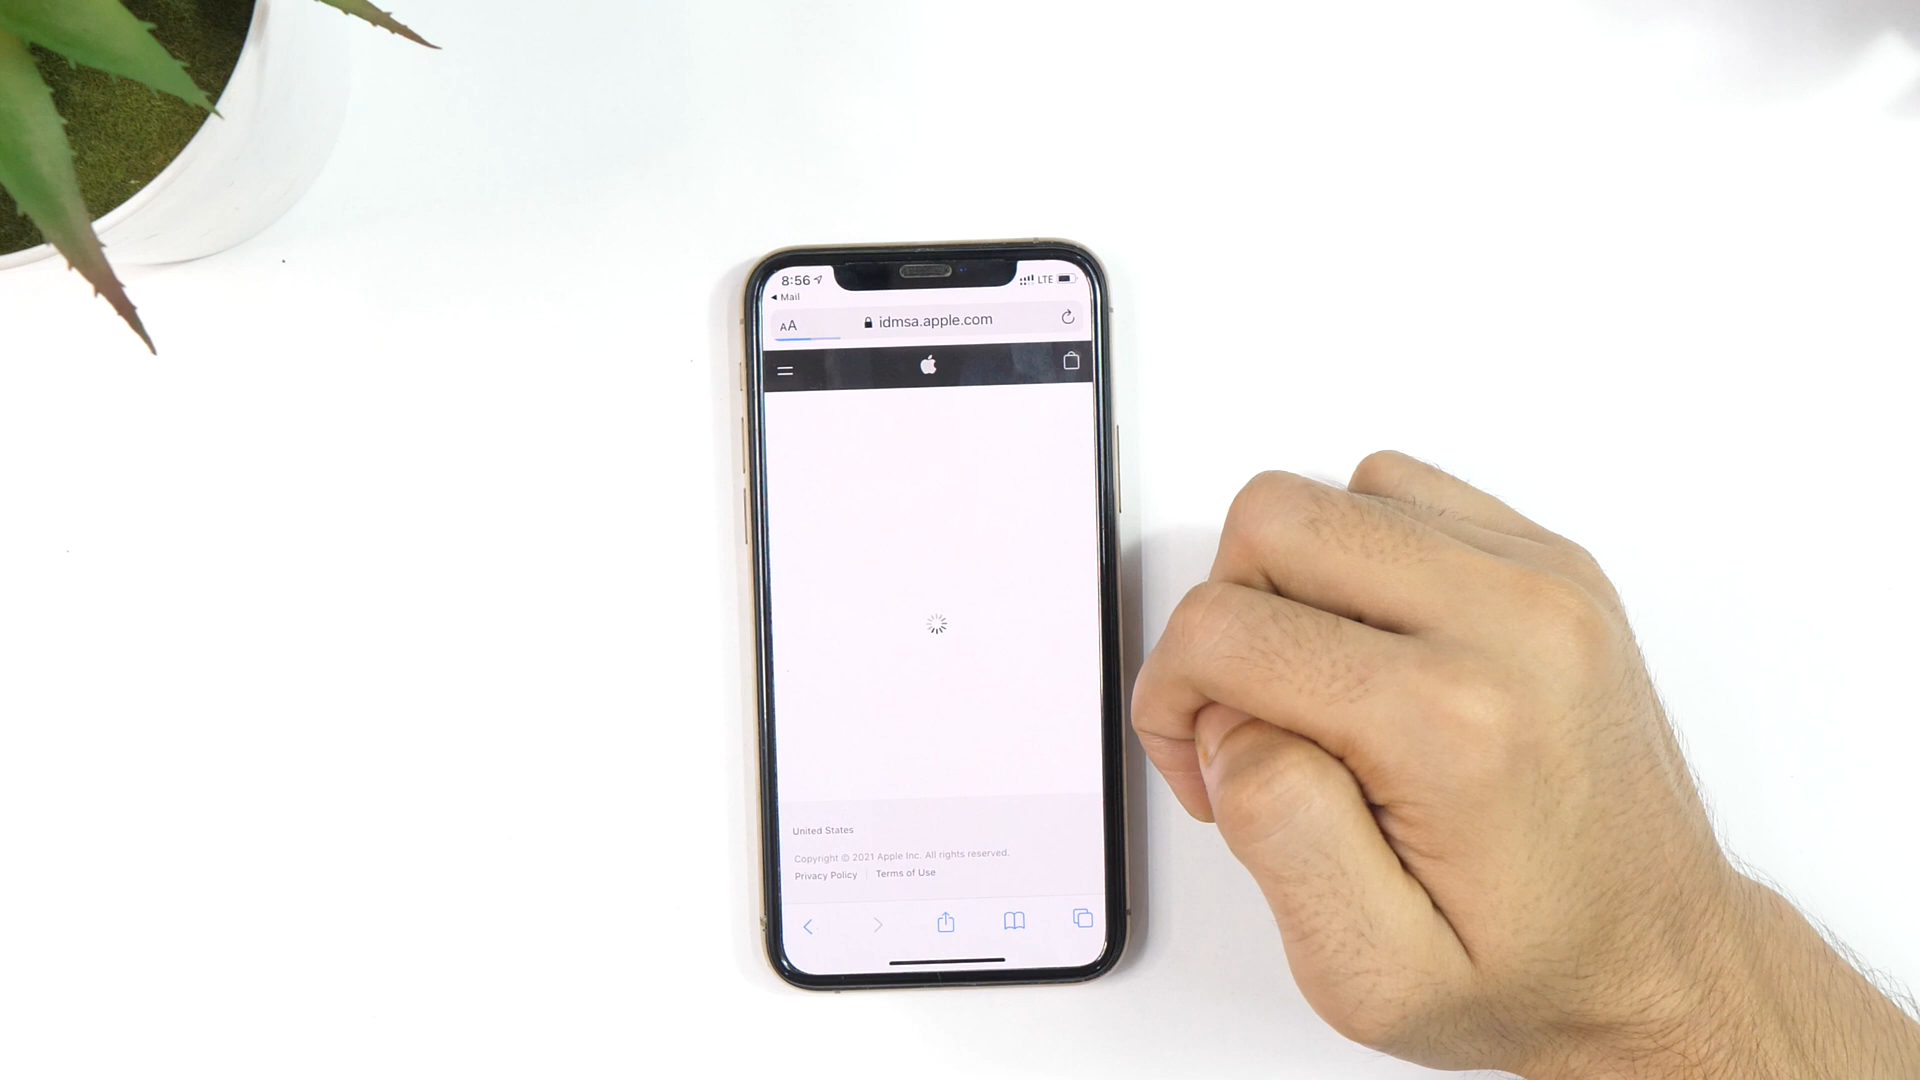 8:56 LTE
Mail
AA idmsa.apple.com
United States
Copyright © 2021 Apple Inc. All rights reserved.
Privacy Policy Terms of Use